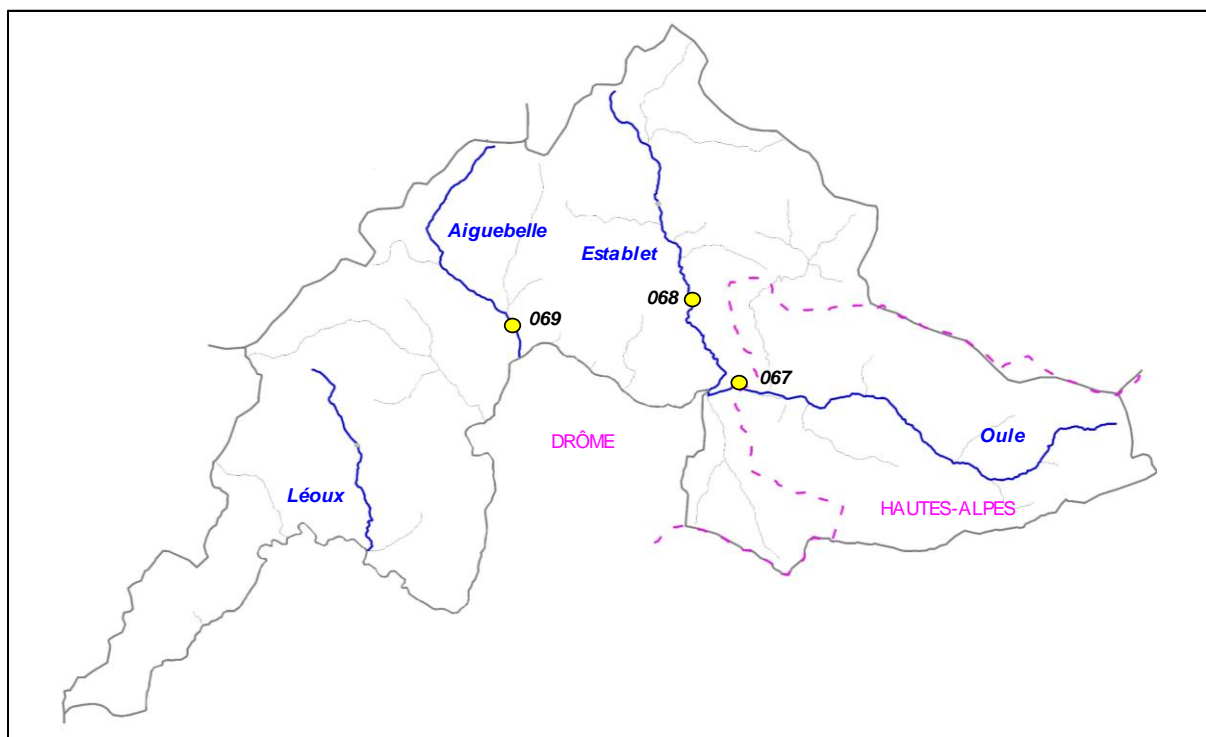 Aiguebelle
Establet
068
069
067
DRÔME
Oule
Léoux
HAUTES-ALPES